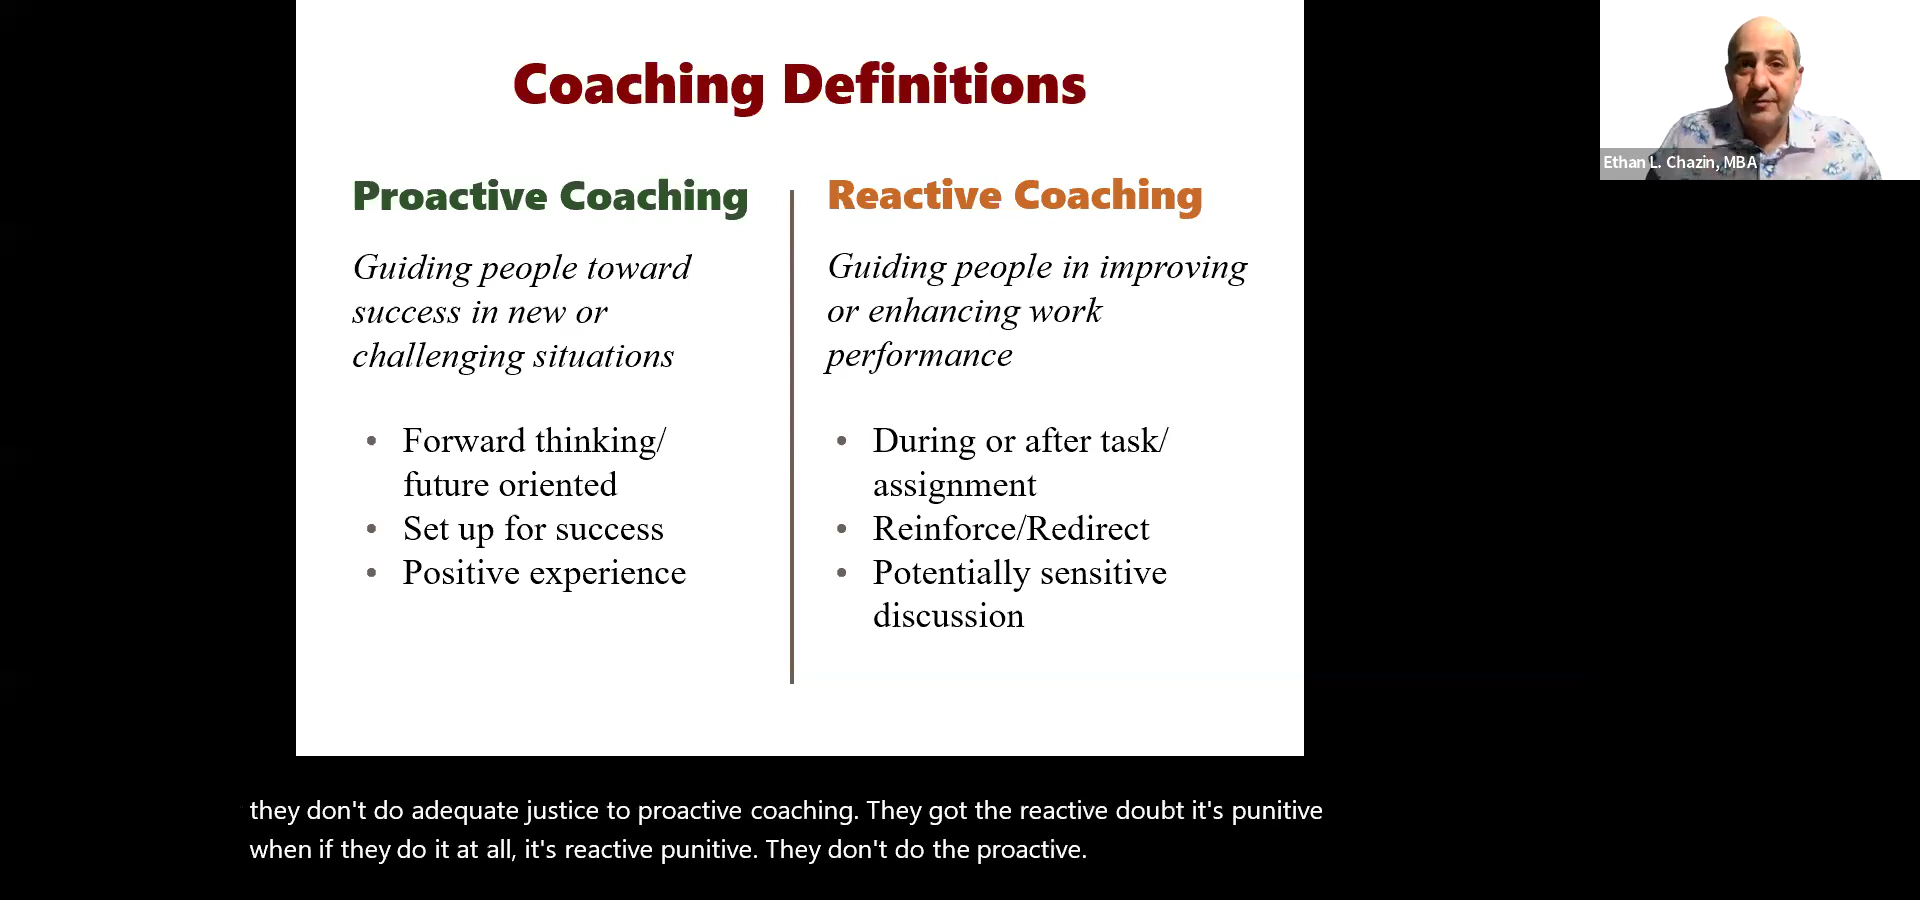 Coaching Definitions
Proactive Coaching
Guiding people toward
success in new or
challenging situations
• Forward thinking/
future oriented
• Set up for success
• Positive experience
Reactive Coaching
Guiding people in improving
or enhancing work
performance
• During or after task/
assignment
• Reinforce/Redirect
• Potentially sensitive
discussion
Ethan L. Chazin, MBA
they don't do adequate justice to proactive coaching. They got the reactive doubt it's punitive
when if they do it at all, it's reactive punitive. They don't do the proactive.